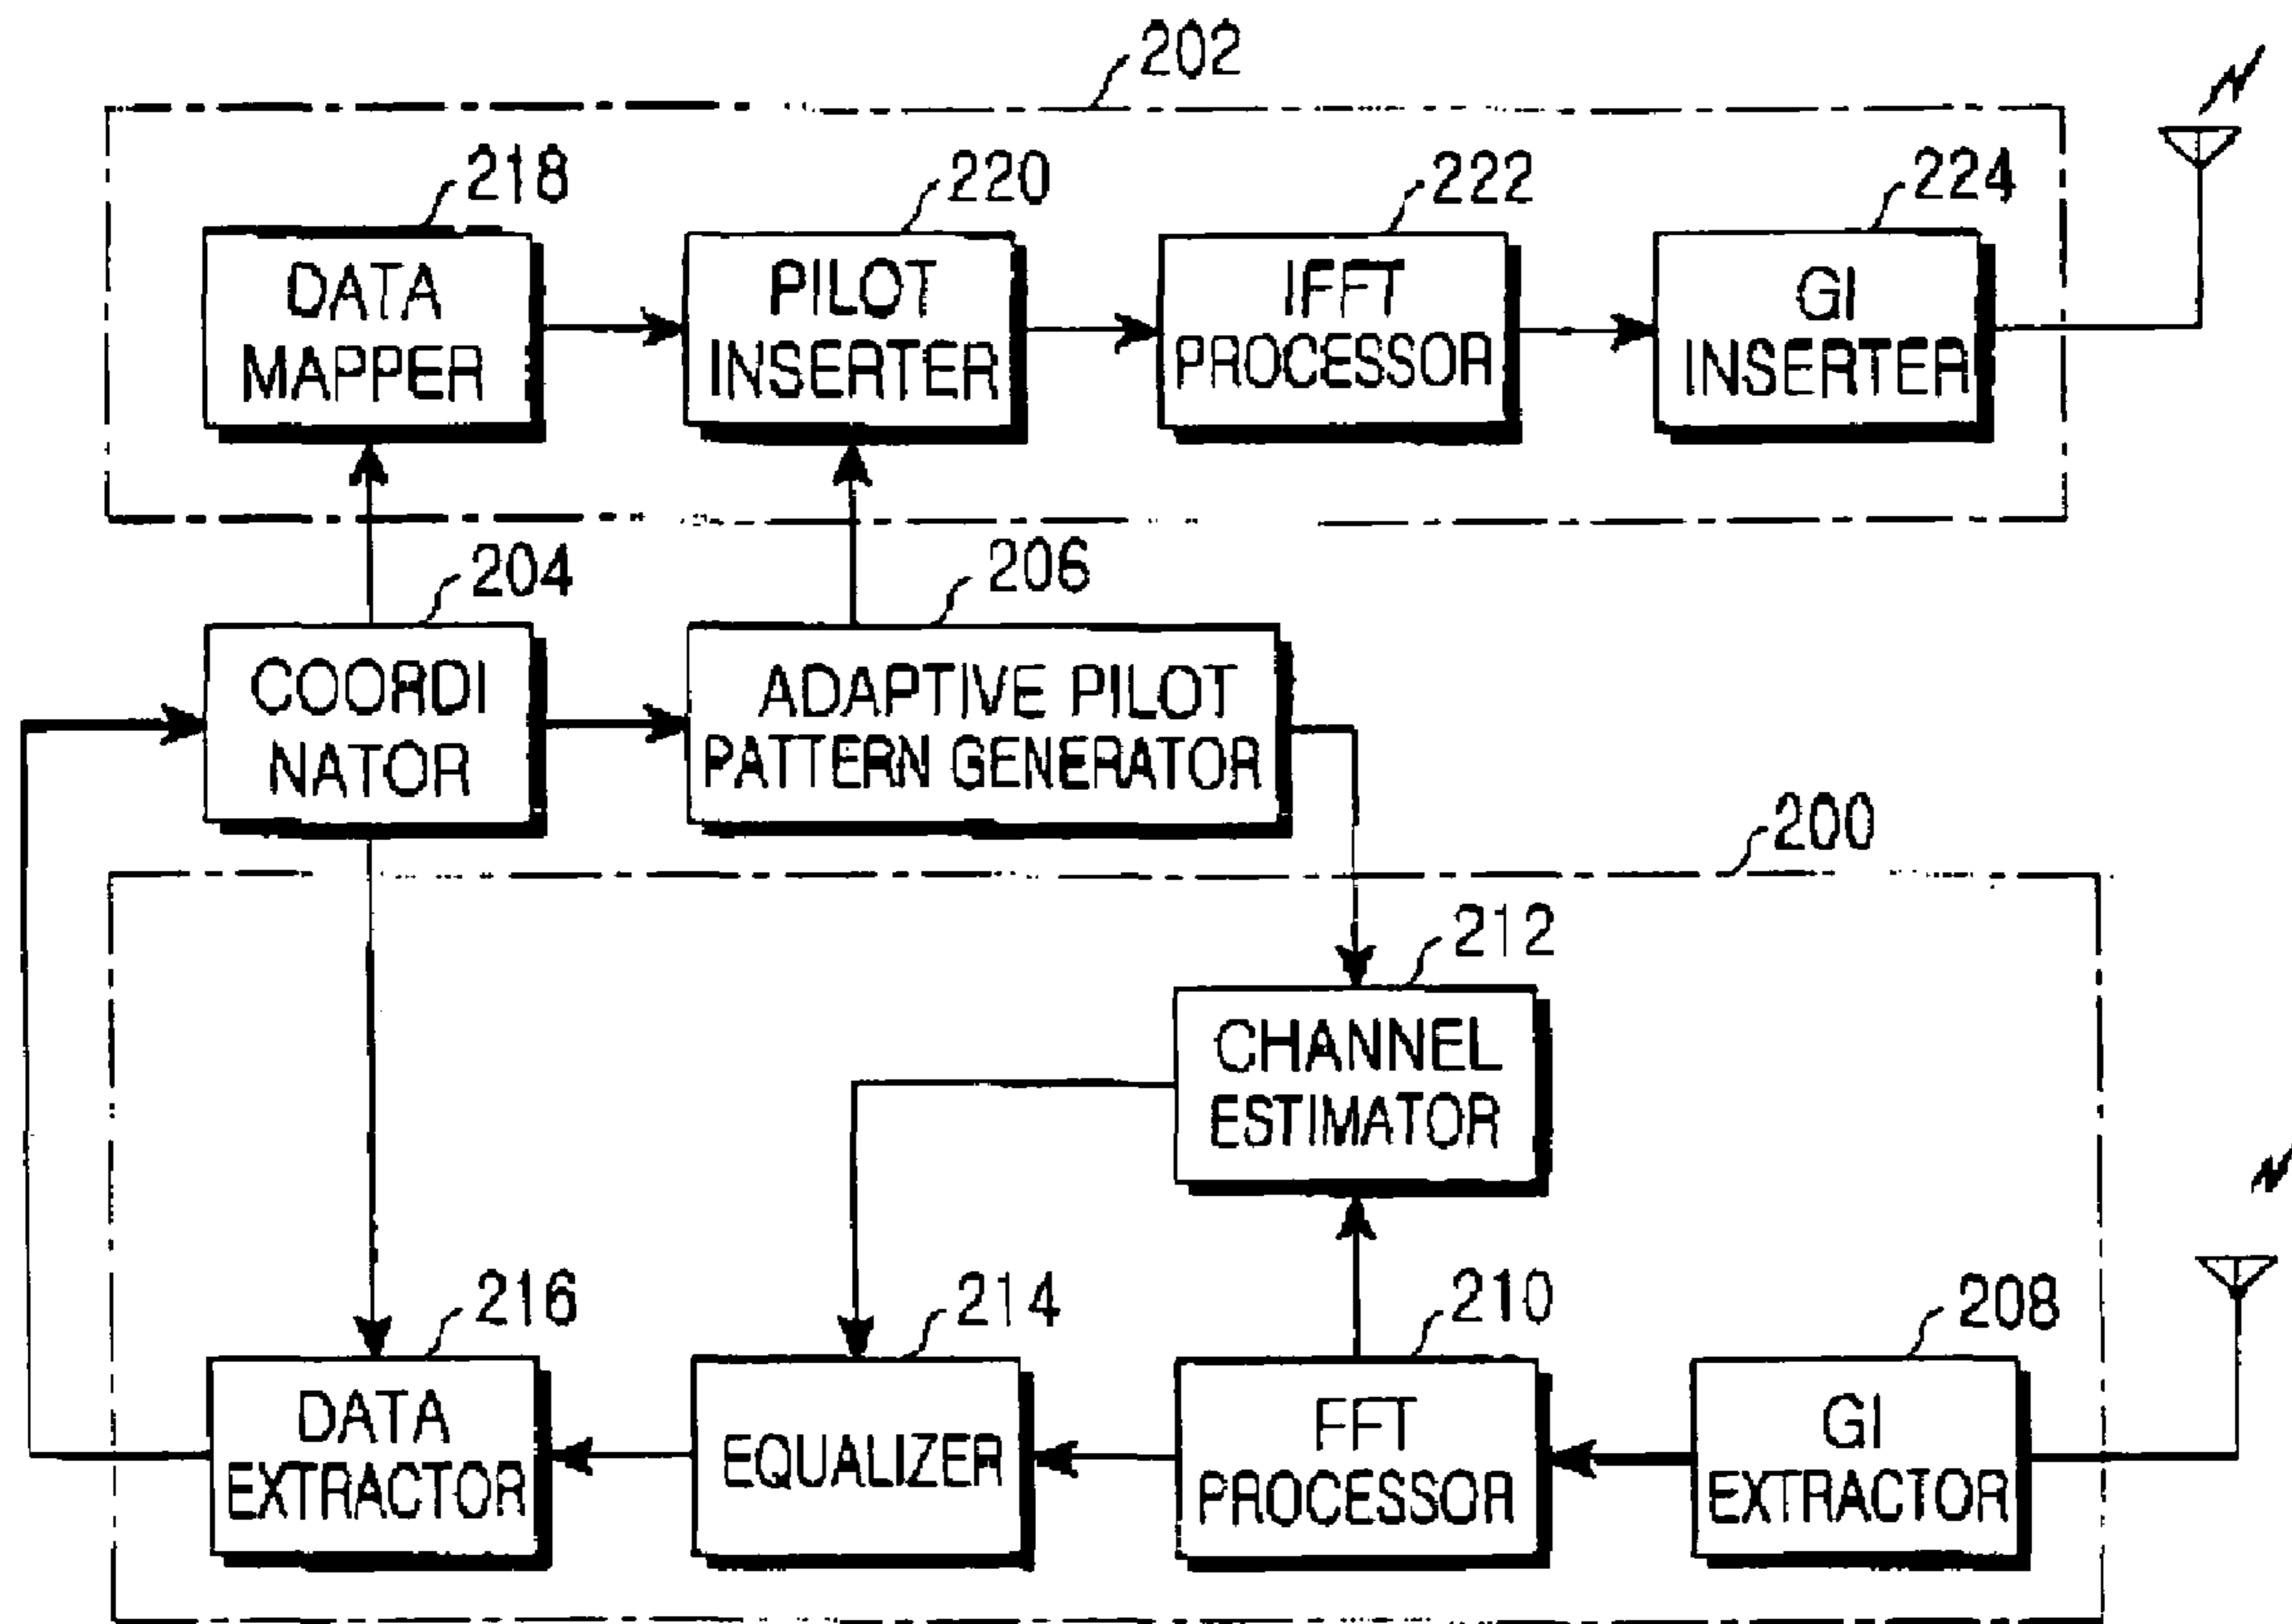 202
218
220
222
224
DATA
MAPPER
PILOT
INSERTER
IFFT
PROCESSOR
GI
INSERTER
204
206
COORDI
NATOR
ADAPTIVE PILOT
PATTERN GENERATOR
200
212
CHANNEL
ESTIMATOR
216
214
210
208
DATA
EXTRACTOR
EQUALIZER
FFT
PROCESSOR
GI
EXTRACTOR